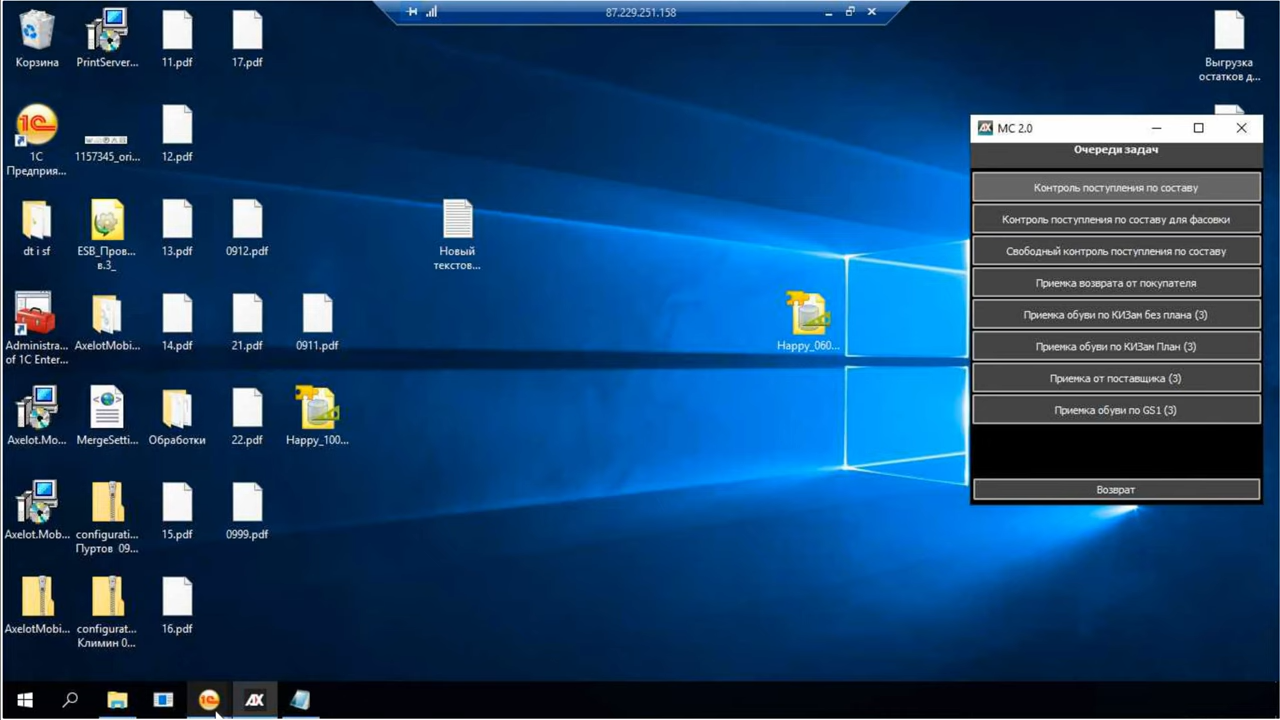 87.229.251.158
Корзина
PrintServer...
11.pdf
17.pdf
Выгрузка
остатков д...
1С
Предприя...
1157345_ori...
12.pdf
dt i sf
ESB_Пров...
в.3_
13.pdf
0912.pdf
Новый
текстов...
Administra...
of 1C Enter...
AxelotMobi...
14.pdf
21.pdf
0911.pdf
Happy_060...
Axelot.Mo...
MergeSetti...
Обработки
22.pdf
Happy_100...
Axelot.Mob...
configurati...
Пуртов 09...
15.pdf
0999.pdf
AxelotMobi...
configurat...
Климин 0...
16.pdf
AX
МС 2.0
Очереди задач
Контроль поступления по составу
Контроль поступления по составу для фасовки
Свободный контроль поступления по составу
Приемка возврата от покупателя
Приемка обуви по КИЗам без плана (3)
Приемка обуви по КИЗам План (3)
Приемка от поставщика (3)
Приемка обуви по GS1 (3)
Возврат
1С
AX